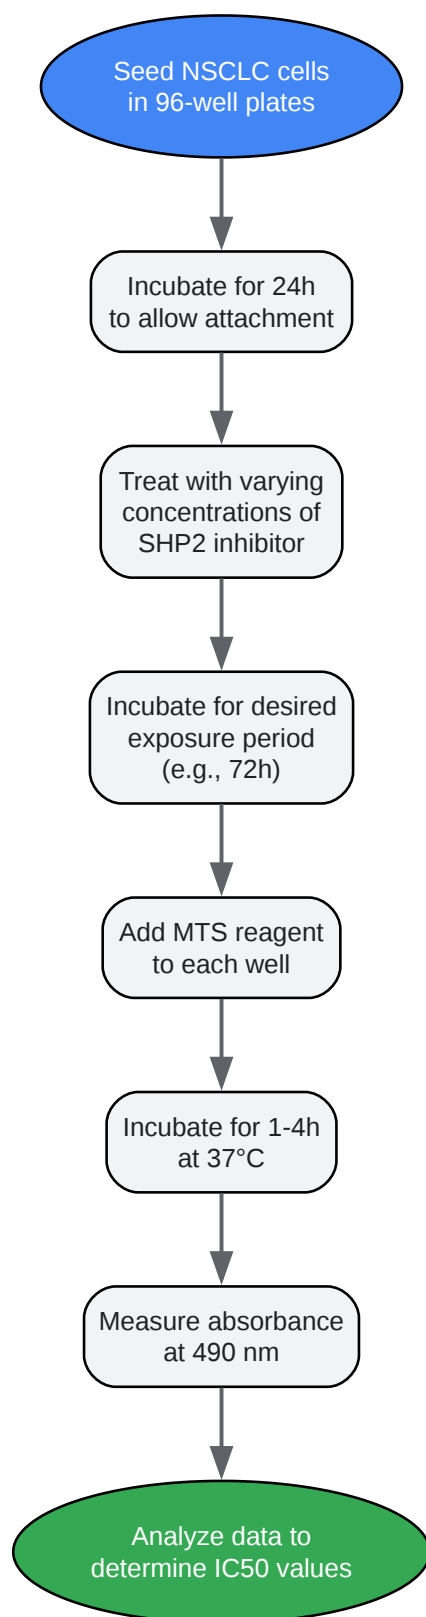 Seed NSCLC cells
in 96-well plates
Incubate for 24h
to allow attachment
Treat with varying
concentrations of
SHP2 inhibitor
Incubate for desired
exposure period
(e.g., 72h)
Add MTS reagent
to each well
Incubate for 1-4h
at 37°C
Measure absorbance
at 490 nm
Analyze data to
determine IC50 values